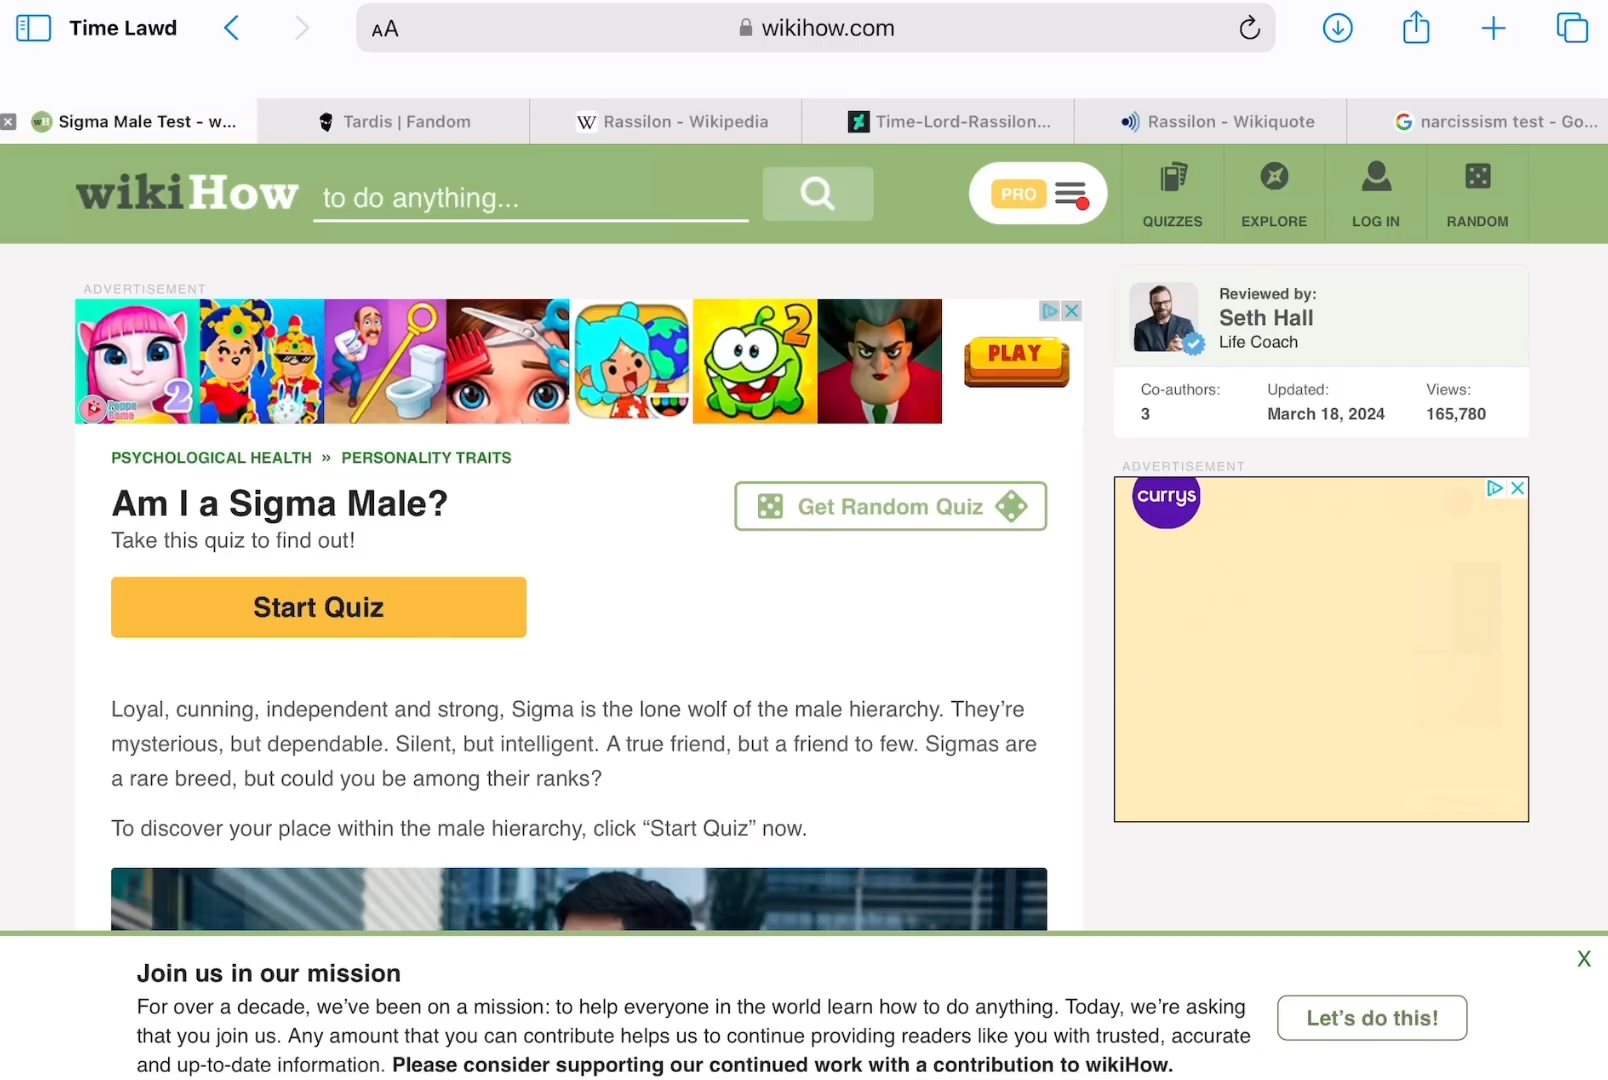 Time Lawd
AA
wikihow.com
Sigma Male Test - w...
Tardis | Fandom
W Rassilon - Wikipedia
Time-Lord-Rassilon...
Rassilon - Wikiquote
G narcissism test - Go...
wikiHow
to do anything...
PRO
QUIZZES
EXPLORE
LOG IN
RANDOM
ADVERTISEMENT
2
2
PLAY
Reviewed by:
Seth Hall
Life Coach
Co-authors:
3
Updated:
March 18, 2024
Views:
165,780
PSYCHOLOGICAL HEALTH » PERSONALITY TRAITS
Am I a Sigma Male?
Take this quiz to find out!
Get Random Quiz
Start Quiz
ADVERTISEMENT
currys
Loyal, cunning, independent and strong, Sigma is the lone wolf of the male hierarchy. They’re
mysterious, but dependable. Silent, but intelligent. A true friend, but a friend to few. Sigmas are
a rare breed, but could you be among their ranks?
To discover your place within the male hierarchy, click “Start Quiz” now.
Join us in our mission
X
For over a decade, we’ve been on a mission: to help everyone in the world learn how to do anything. Today, we’re asking
that you join us. Any amount that you can contribute helps us to continue providing readers like you with trusted, accurate
and up-to-date information. Please consider supporting our continued work with a contribution to wikiHow.
Let’s do this!